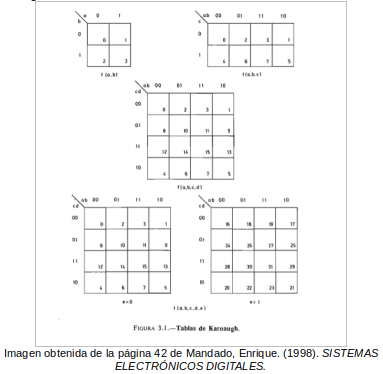 a 0 1
b
0 0 1
1 2 3
f (a,b)
ab 00 01 11 10
c
0 0 2 3 1
1 4 6 7 5
f(a,b,c)
ab 00 01 11 10
cd
00 0 2 3 1
01 8 10 11 9
11 12 14 15 13
10 4 6 7 5
f(a,b,c,d)
ab 00 01 11 10
cd
00 0 2 3 1
01 8 10 11 9
11 12 14 15 13
10 4 6 7 5
e=0
ab 00 01 11 10
cd
00 16 18 19 17
01 24 26 27 25
11 28 30 31 29
10 20 22 23 21
e=1
f (a,b,c,d,e)
FIGURA 3.1.—Tablas de Karnaugh.
Imagen obtenida de la página 42 de Mandado, Enrique. (1998). SISTEMAS
ELECTRÓNICOS DIGITALES.